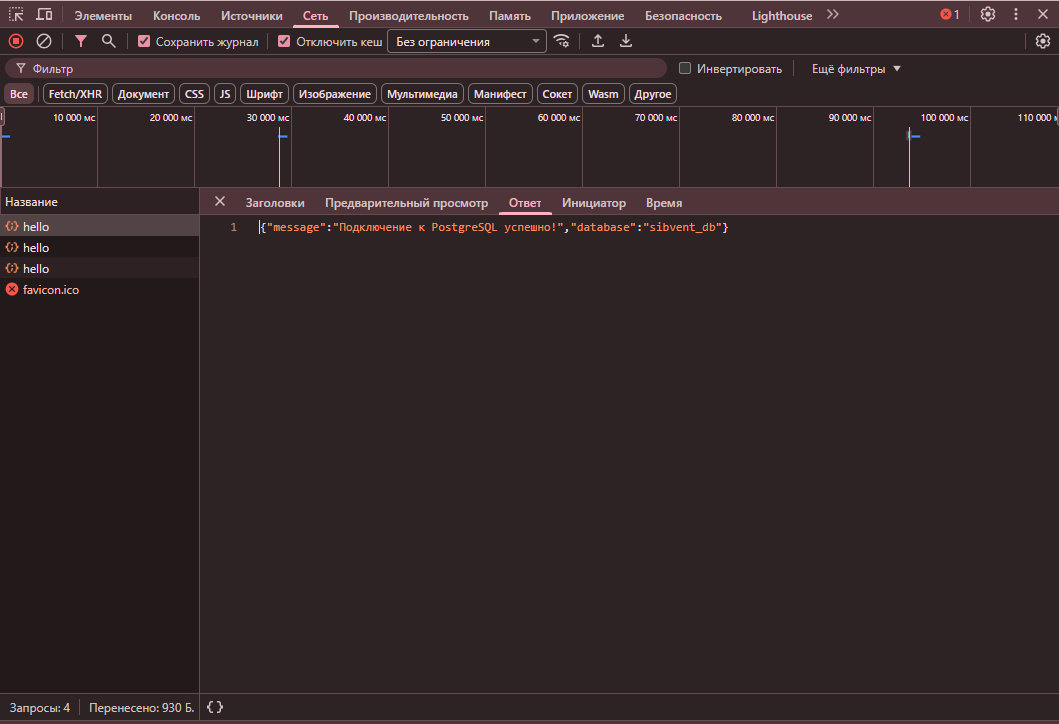 Элементы Консоль Источники Сеть Производительность Память Приложение Безопасность Lighthouse 1
Сохранить журнал Отключить кеш Без ограничения
Фильтр Инвертировать Ещё фильтры
Все Fetch/XHR Документ CSS JS Шрифт Изображение Мультимедиа Манифест Сокет Wasm Другое
10 000 мс 20 000 мс 30 000 мс 40 000 мс 50 000 мс 60 000 мс 70 000 мс 80 000 мс 90 000 мс 100 000 мс 110 000
Название Заголовки Предварительный просмотр Ответ Инициатор Время
hello
1 {"message":"Подключение к PostgreSQL успешно!","database":"sibvent_db"}
hello
hello
favicon.ico
Запросы: 4 Перенесено: 930 Б. {}